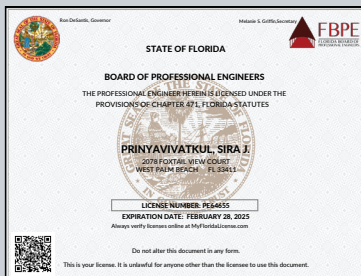 Ron DeSantis, Governor
Melanie S. Griffin, Secretary
FBPE
FLORIDA BOARD OF
PROFESSIONAL ENGINEERS
STATE OF FLORIDA
BOARD OF PROFESSIONAL ENGINEERS
THE PROFESSIONAL ENGINEER HEREIN IS LICENSED UNDER THE
PROVISIONS OF CHAPTER 471, FLORIDA STATUTES
PRINYAVIVATKUL, SIRA J.
2078 FOXTAIL VIEW COURT
WEST PALM BEACH FL 33411
LICENSE NUMBER: PE64655
EXPIRATION DATE: FEBRUARY 28, 2025
Always verify licenses online at MyFloridaLicense.com
Do not alter this document in any form.
This is your license. It is unlawful for anyone other than the licensee to use this document.